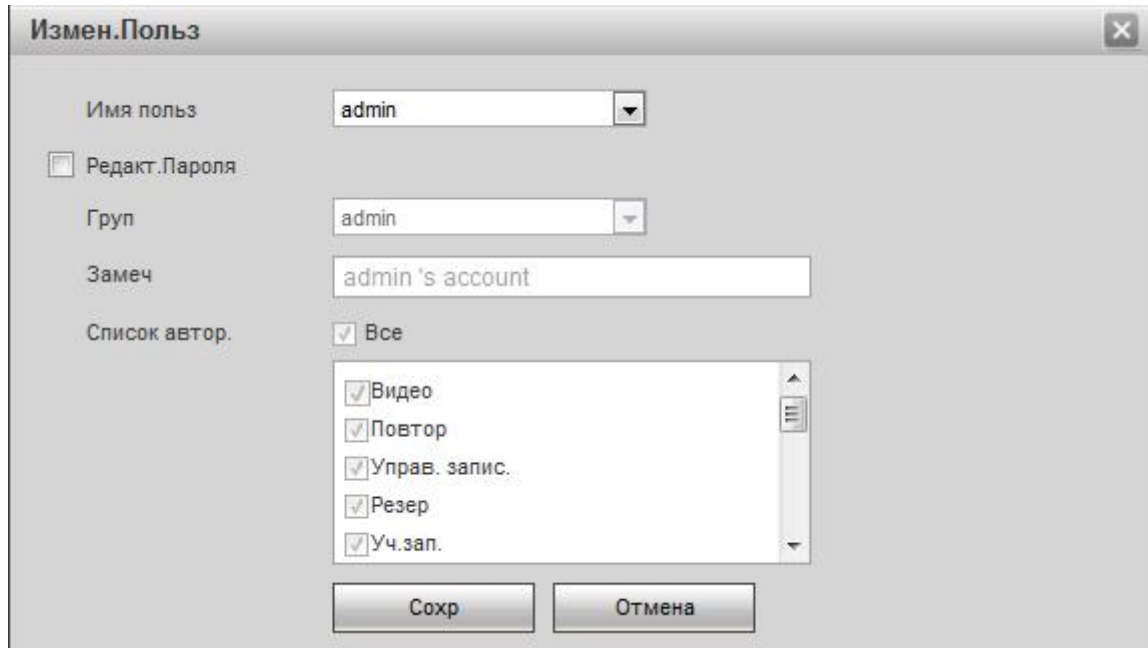 Измен.Польз
Имя польз admin
Редакт.Пароля
Груп admin
Замеч admin 's account
Список автор. Все
Видео
Повтор
Управ. запис.
Резер
Уч.зап.
Сохр Отмена